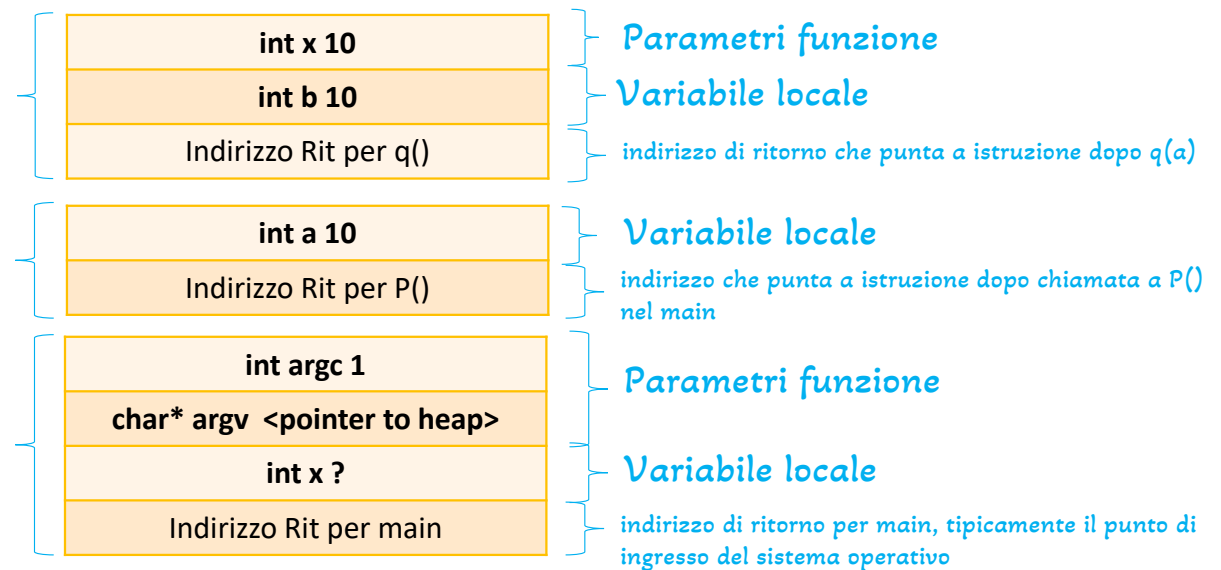 int x 10
Parametri funzione
int b 10
Variabile locale
Indirizzo Rit per q()
indirizzo di ritorno che punta a istruzione dopo q(a)
int a 10
Variabile locale
Indirizzo Rit per P()
indirizzo che punta a istruzione dopo chiamata a P()
nel main
int argc 1
Parametri funzione
char* argv <pointer to heap>
int x ?
Variabile locale
Indirizzo Rit per main
indirizzo di ritorno per main, tipicamente il punto di
ingresso del sistema operativo